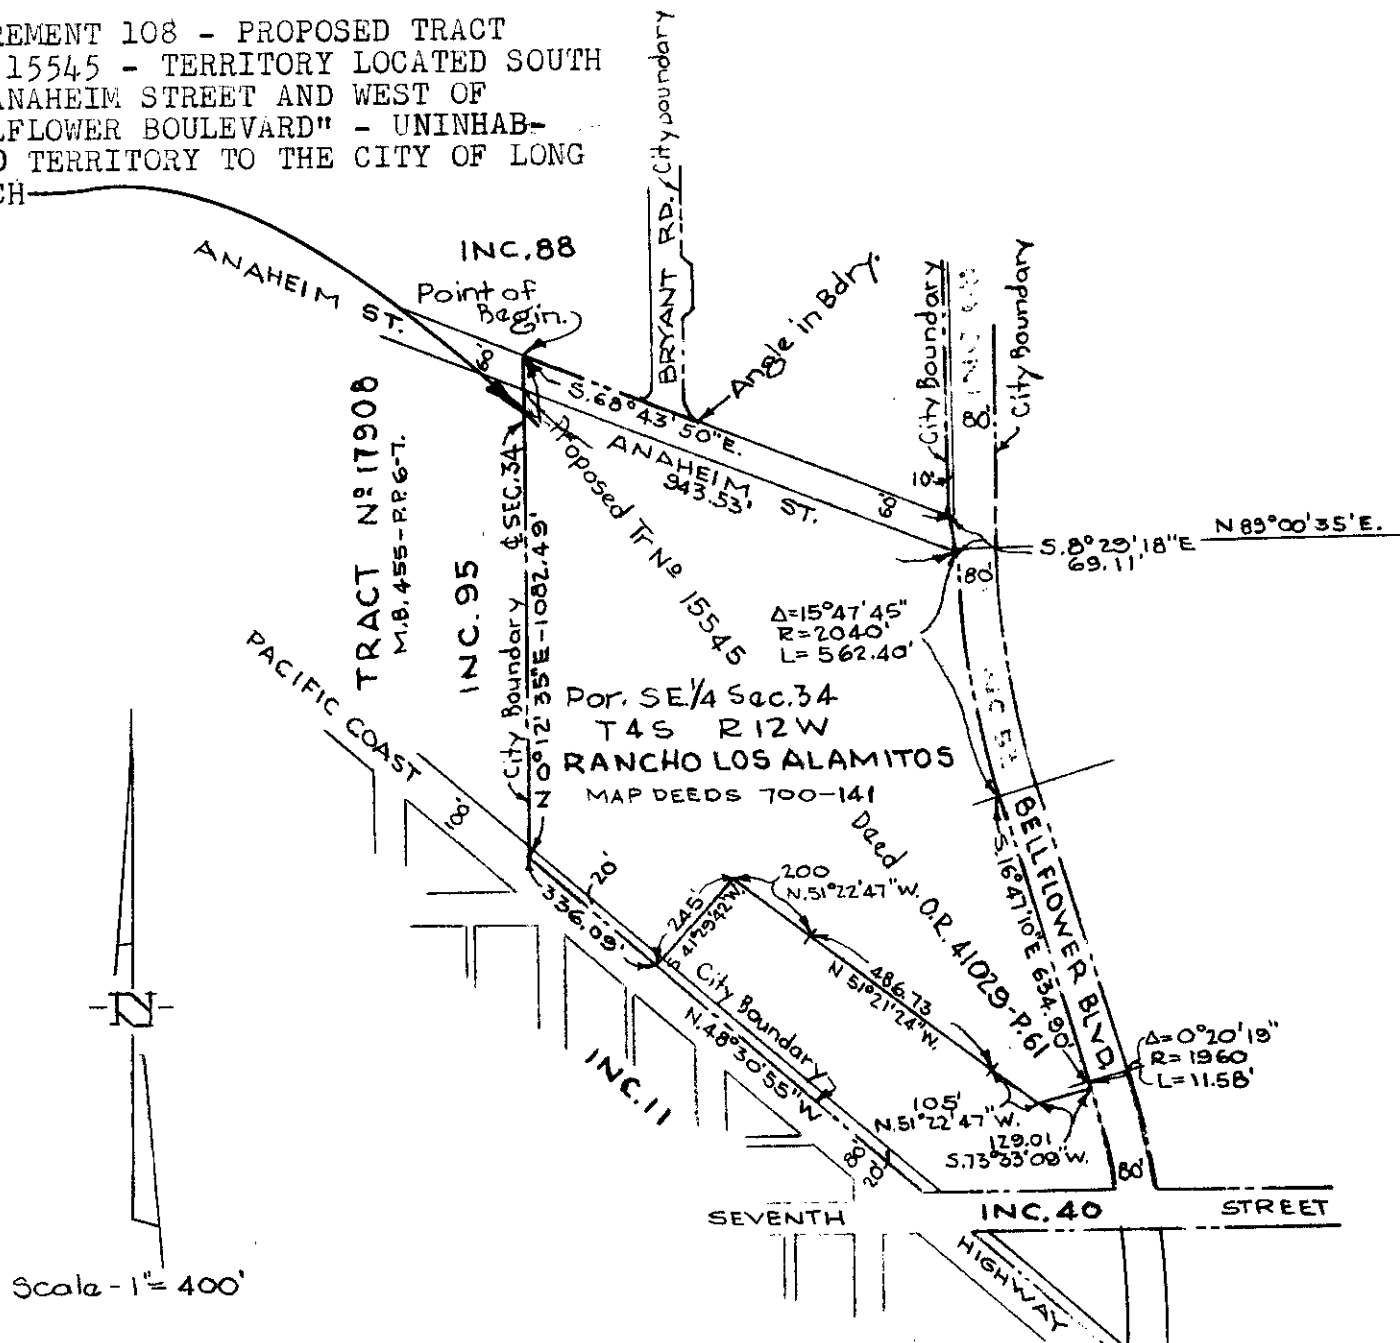 REMENT 108 - PROPOSED TRACT
15545 - TERRITORY LOCATED SOUTH
ANAHEIM STREET AND WEST OF
LFLOWER BOULEVARD" - UNINHAB-
D TERRITORY TO THE CITY OF LONG
CH
City boundary
BRYANT RD.
City boundary
INC. 88
ANAHEIM ST.
Point of
Begin.
60'
S.68°43'50"E.
Angle in Bdry.
ANAHEIM ST.
943.53'
60'
City Boundary
10'
80'
City Boundary
S.8°29'18"E
69.11'
N 89°00'35"E.
80'
TRACT Nº 17908
M.B. 455-P.P. 6-7.
INC. 95
City Boundary
₵ SEC. 34
N 0°12'35"E-1082.49'
Proposed Tr Nº 15545
Δ=15°47'45"
R=2040'
L=562.40'
Por. SE 1/4 Sec. 34
T4S R12W
RANCHO LOS ALAMITOS
MAP DEEDS 700-141
PACIFIC COAST
100'
20'
336.09'
245'
S 41°29'42"W.
200
N.51°22'47"W.
Deed O.R. 41029-P.61
486.73
N 51°21'24"W.
BELLFLOWER BLVD
S.16°47'10"E 634.90'
Δ=0°20'19"
R=1960
L=11.58'
City Boundary
N.48°30'55"W
105'
N.51°22'47"W.
129.01
S.73°33'09"W.
INC. 11
80'
20'
80'
SEVENTH
INC. 40
STREET
HIGHWAY
N
Scale-1"=400'